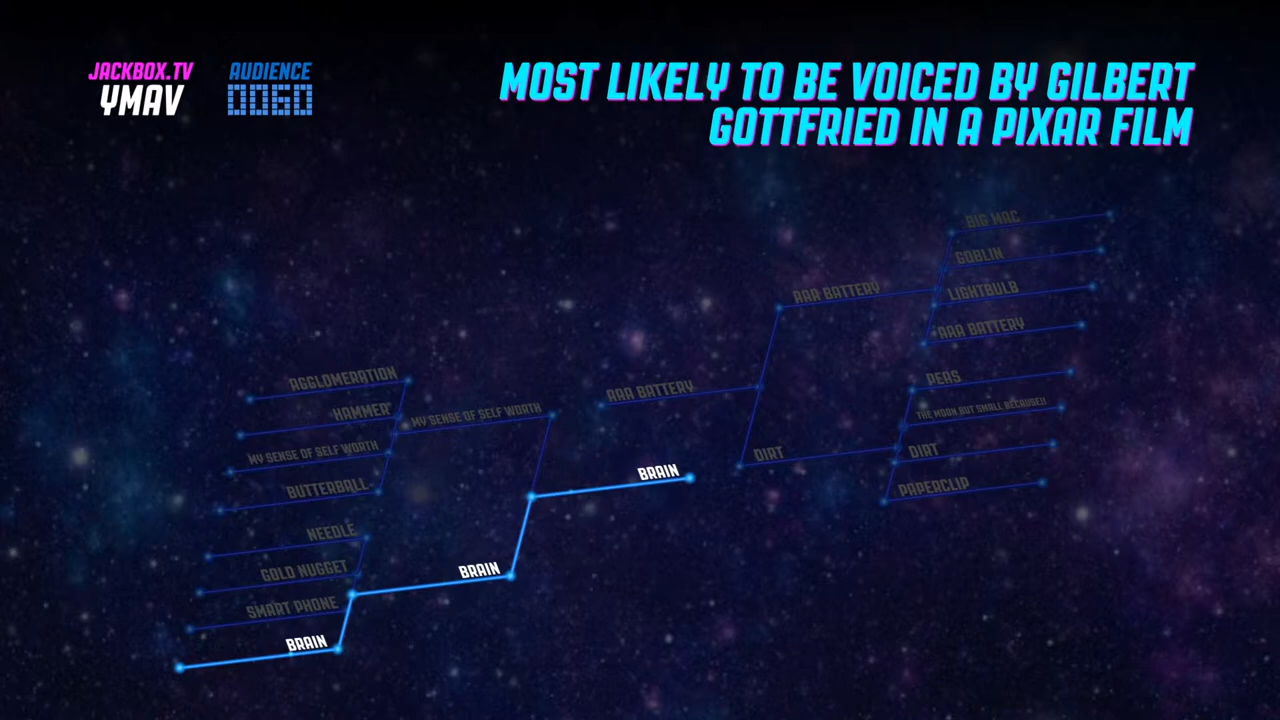 JACKBOX.TV
YMAV
AUDIENCE
0060
MOST LIKELY TO BE VOICED BY GILBERT
GOTTFRIED IN A PIXAR FILM
AGGLOMERATION
HAMMER
MY SENSE OF SELF WORTH
BUTTERBALL
NEEDLE
GOLD NUGGET
SMART PHONE
BRAIN
MY SENSE OF SELF WORTH
BRAIN
BRAIN
AAA BATTERY
AAA BATTERY
DIRT
BIG MAC
GOBLIN
LIGHTBULB
AAA BATTERY
PEAS
THE MOON BUT SMALL BECAUSE!!
DIRT
PAPERCLIP